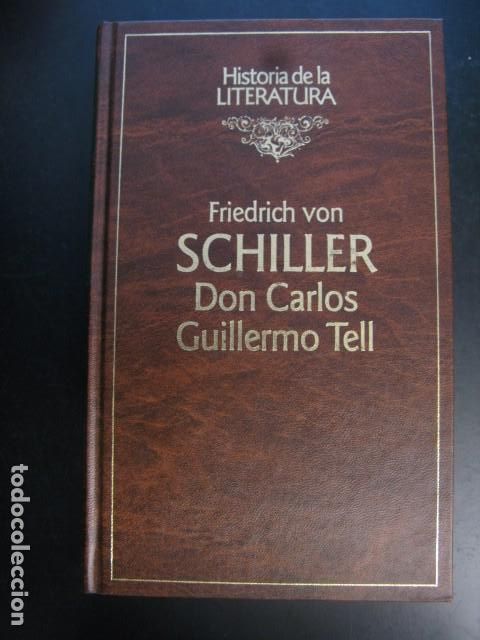 Historia de la
LITERATURA
Friedrich von
SCHILLER
Don Carlos
Guillermo Tell
todocoleccion